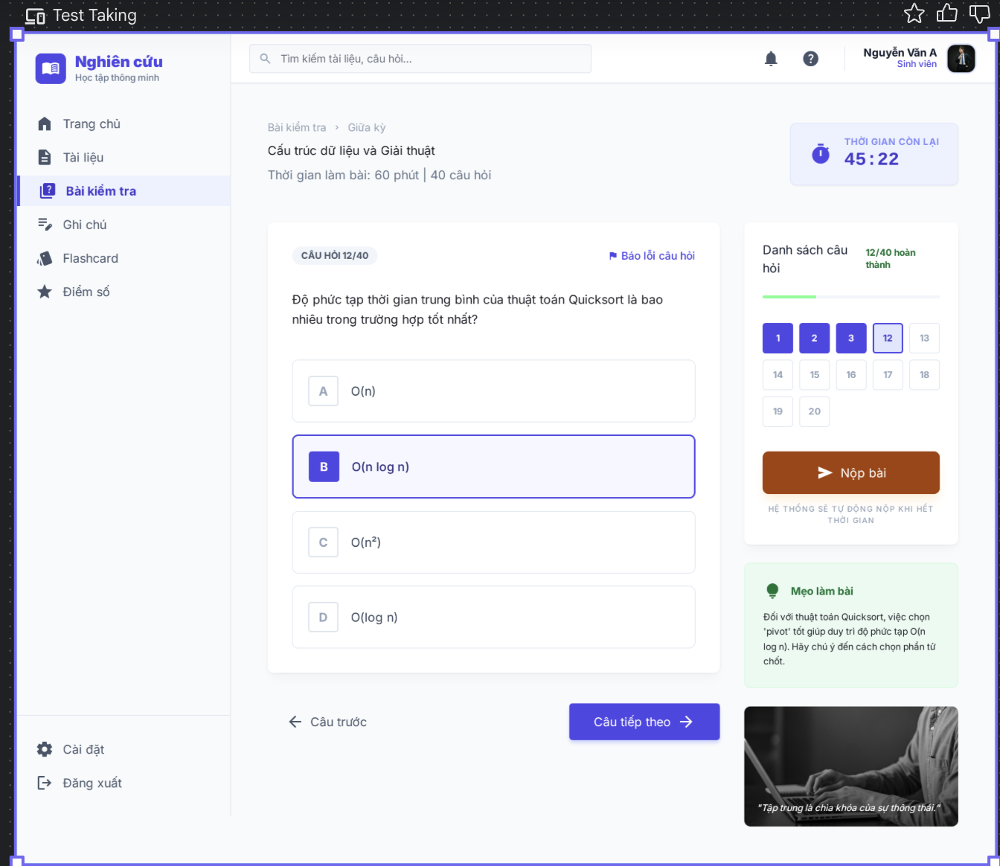 Test Taking
Nghiên cứu
Học tập thông minh
Trang chủ
Tài liệu
Bài kiểm tra
Ghi chú
Flashcard
Điểm số
Cài đặt
Đăng xuất
Tìm kiếm tài liệu, câu hỏi...
Nguyễn Văn A
Sinh viên
Bài kiểm tra › Giữa kỳ
Cấu trúc dữ liệu và Giải thuật
Thời gian làm bài: 60 phút | 40 câu hỏi
THỜI GIAN CÒN LẠI
45:22
CÂU HỎI 12/40
Báo lỗi câu hỏi
Độ phức tạp thời gian trung bình của thuật toán Quicksort là bao
nhiêu trong trường hợp tốt nhất?
A O(n)
B O(n log n)
C O(n²)
D O(log n)
Câu trước
Câu tiếp theo
Danh sách câu
hỏi
12/40 hoàn
thành
1 2 3 12 13
14 15 16 17 18
19 20
Nộp bài
HỆ THỐNG SẼ TỰ ĐỘNG NỘP KHI HẾT
THỜI GIAN
Mẹo làm bài
Đối với thuật toán Quicksort, việc chọn
'pivot' tốt giúp duy trì độ phức tạp O(n
log n). Hãy chú ý đến cách chọn phần tử
chốt.
"Tập trung là chìa khóa của sự thông thái."